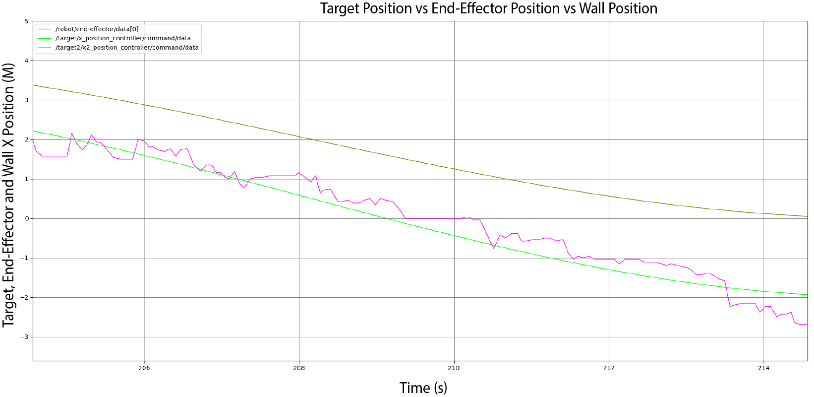 Target Position vs End-Effector Position vs Wall Position
/robot/end-effector/data[0]
/target/x_position_controller/command/data
/target2/x2_position_controller/command/data
Target, End-Effector and Wall X Position (M)
5
4
3
2
1
0
−1
−2
−3
206
208
210
212
214
Time (s)